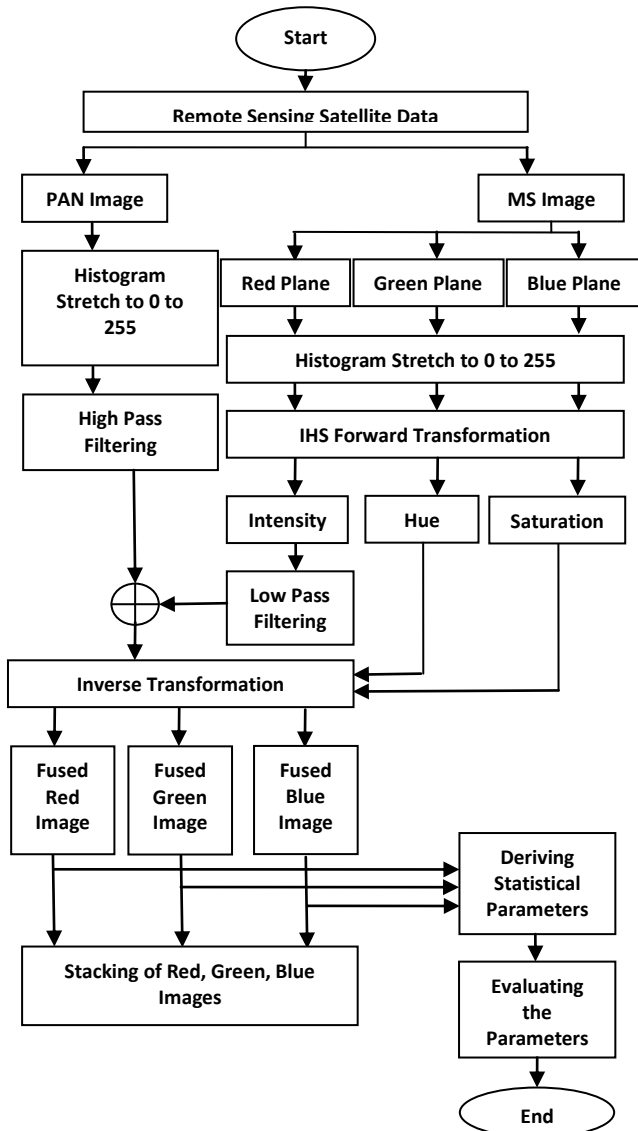 Start
Remote Sensing Satellite Data
PAN Image
MS Image
Histogram
Stretch to 0 to
255
Red Plane
Green Plane
Blue Plane
Histogram Stretch to 0 to 255
High Pass
Filtering
IHS Forward Transformation
Intensity
Hue
Saturation
Low Pass
Filtering
Inverse Transformation
Fused
Red
Image
Fused
Green
Image
Fused
Blue
Image
Deriving
Statistical
Parameters
Stacking of Red, Green, Blue
Images
Evaluating
the
Parameters
End